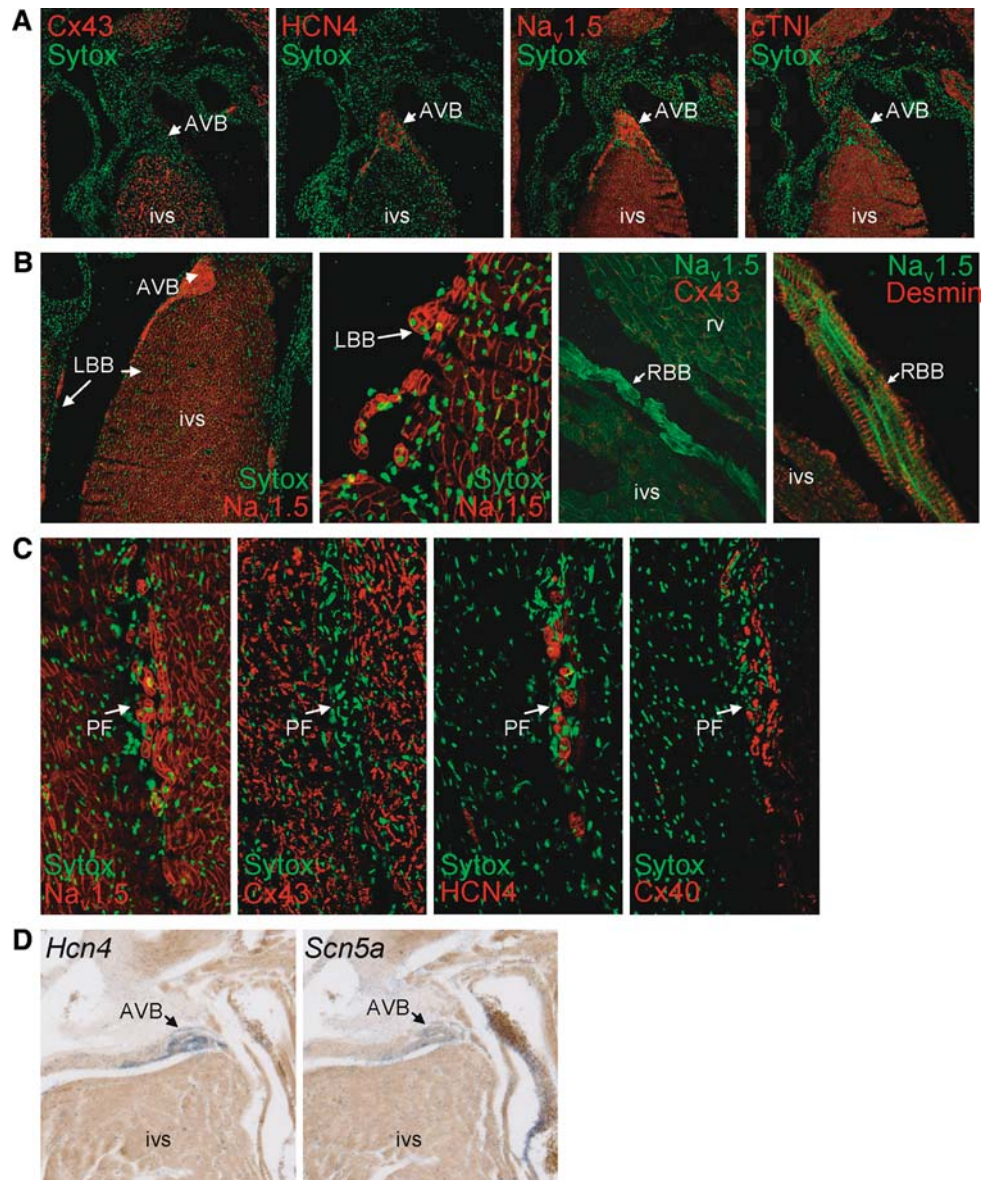 A
Cx43
Sytox
AVB
ivs
HCN4
Sytox
AVB
ivs
Nav1.5
Sytox
AVB
ivs
cTNI
Sytox
AVB
ivs
B
AVB
LBB
ivs
Sytox
Nav1.5
LBB
Sytox
Nav1.5
Nav1.5
Cx43
rv
RBB
ivs
Nav1.5
Desmin
RBB
ivs
C
PF
Sytox
Nav1.5
PF
Sytox
Cx43
PF
Sytox
HCN4
PF
Sytox
Cx40
D
Hcn4
AVB
ivs
Scn5a
AVB
ivs